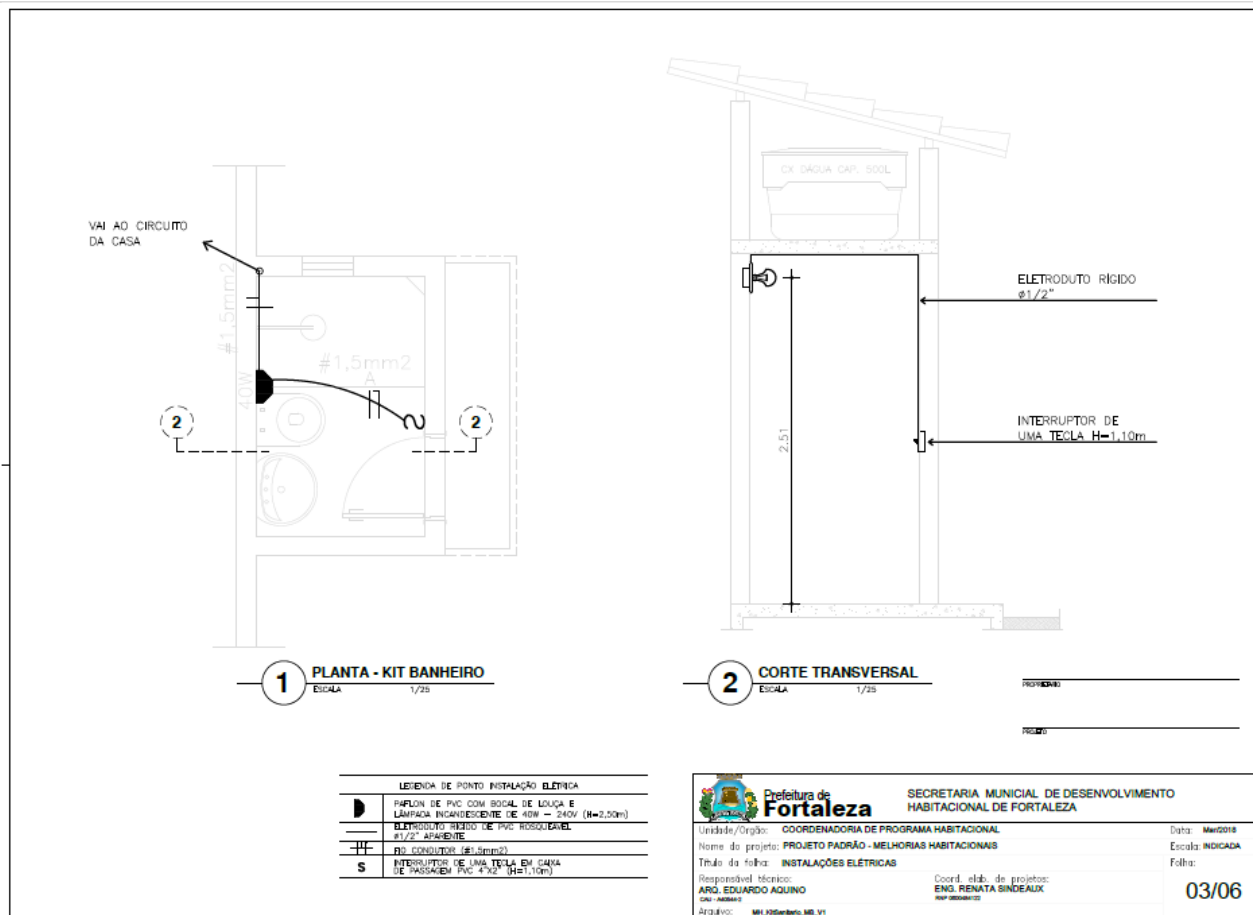 VAI AO CIRCUITO
DA CASA
#1,5mm2
#1,5mm2
A
40W
2
2
1
PLANTA - KIT BANHEIRO
ESCALA 1/25
CX DÁGUA CAP. 500L
ELETRODUTO RÍGIDO
ø1/2"
INTERRUPTOR DE
UMA TECLA H=1,10m
2.51
2
CORTE TRANSVERSAL
ESCALA 1/25
PROPRIETÁRIO
PROJETO
LEGENDA DE PONTO INSTALAÇÃO ELÉTRICA
PAFLON DE PVC COM BOCAL DE LOUÇA E
LÂMPADA INCANDESCENTE DE 40W - 240V (H=2,50m)
ELETRODUTO RÍGIDO DE PVC ROSQUEÁVEL
ø1/2" APARENTE
FIO CONDUTOR (#1,5mm2)
S
INTERRUPTOR DE UMA TECLA EM CAIXA
DE PASSAGEM PVC 4"X2" (H=1,10m)
Prefeitura de
Fortaleza
SECRETARIA MUNICIAL DE DESENVOLVIMENTO
HABITACIONAL DE FORTALEZA
Unidade/Orgão: COORDENADORIA DE PROGRAMA HABITACIONAL
Data: Mar/2018
Nome do projeto: PROJETO PADRÃO - MELHORIAS HABITACIONAIS
Escala: INDICADA
Título da folha: INSTALAÇÕES ELÉTRICAS
Folha:
03/06
Responsável técnico:
ARQ. EDUARDO AQUINO
Coord. elab. de projetos:
ENG. RENATA SINDEAUX
Arquivo: